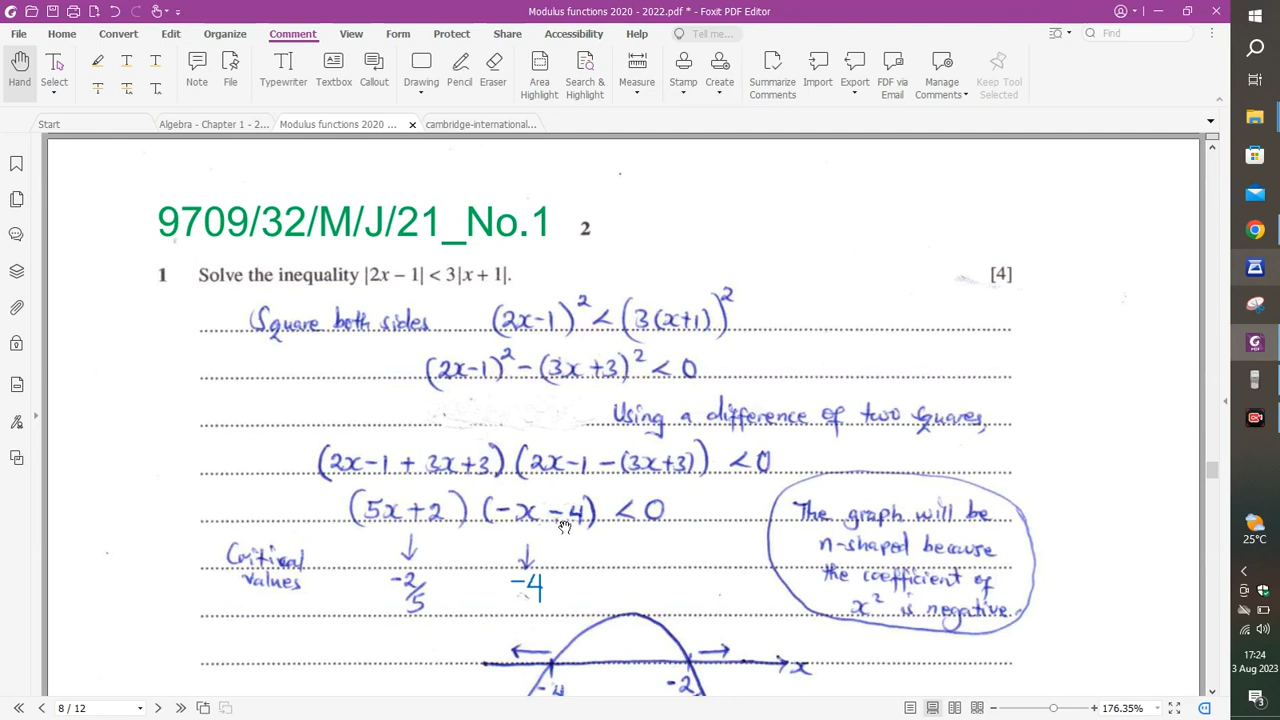 Modulus functions 2020 - 2022.pdf * - Foxit PDF Editor
File Home Convert Edit Organize Comment View Form Protect Share Accessibility Help Tell me... Find
Hand Select Note File Typewriter Textbox Callout Drawing Pencil Eraser Area Highlight Search & Highlight Measure Stamp Create Summarize Comments Import Export FDF via Email Manage Comments Keep Tool Selected
Start Algebra - Chapter 1 - 2... Modulus functions 2020 ... cambridge-international...
9709/32/M/J/21_No.1 2
1 Solve the inequality |2x − 1| < 3|x + 1|. [4]
Square both sides (2x-1)² < (3(x+1))²
(2x-1)² - (3x+3)² < 0
Using a difference of two squares,
(2x-1 + 3x+3) (2x-1 -(3x+3)) < 0
(5x+2) (-x-4) < 0
Critical values -2/5 -4
The graph will be
n-shaped because
the coefficient of
x² is negative.
-4 -2 x
8 / 12 176.35%
25°C
17:24
3 Aug 2023
3